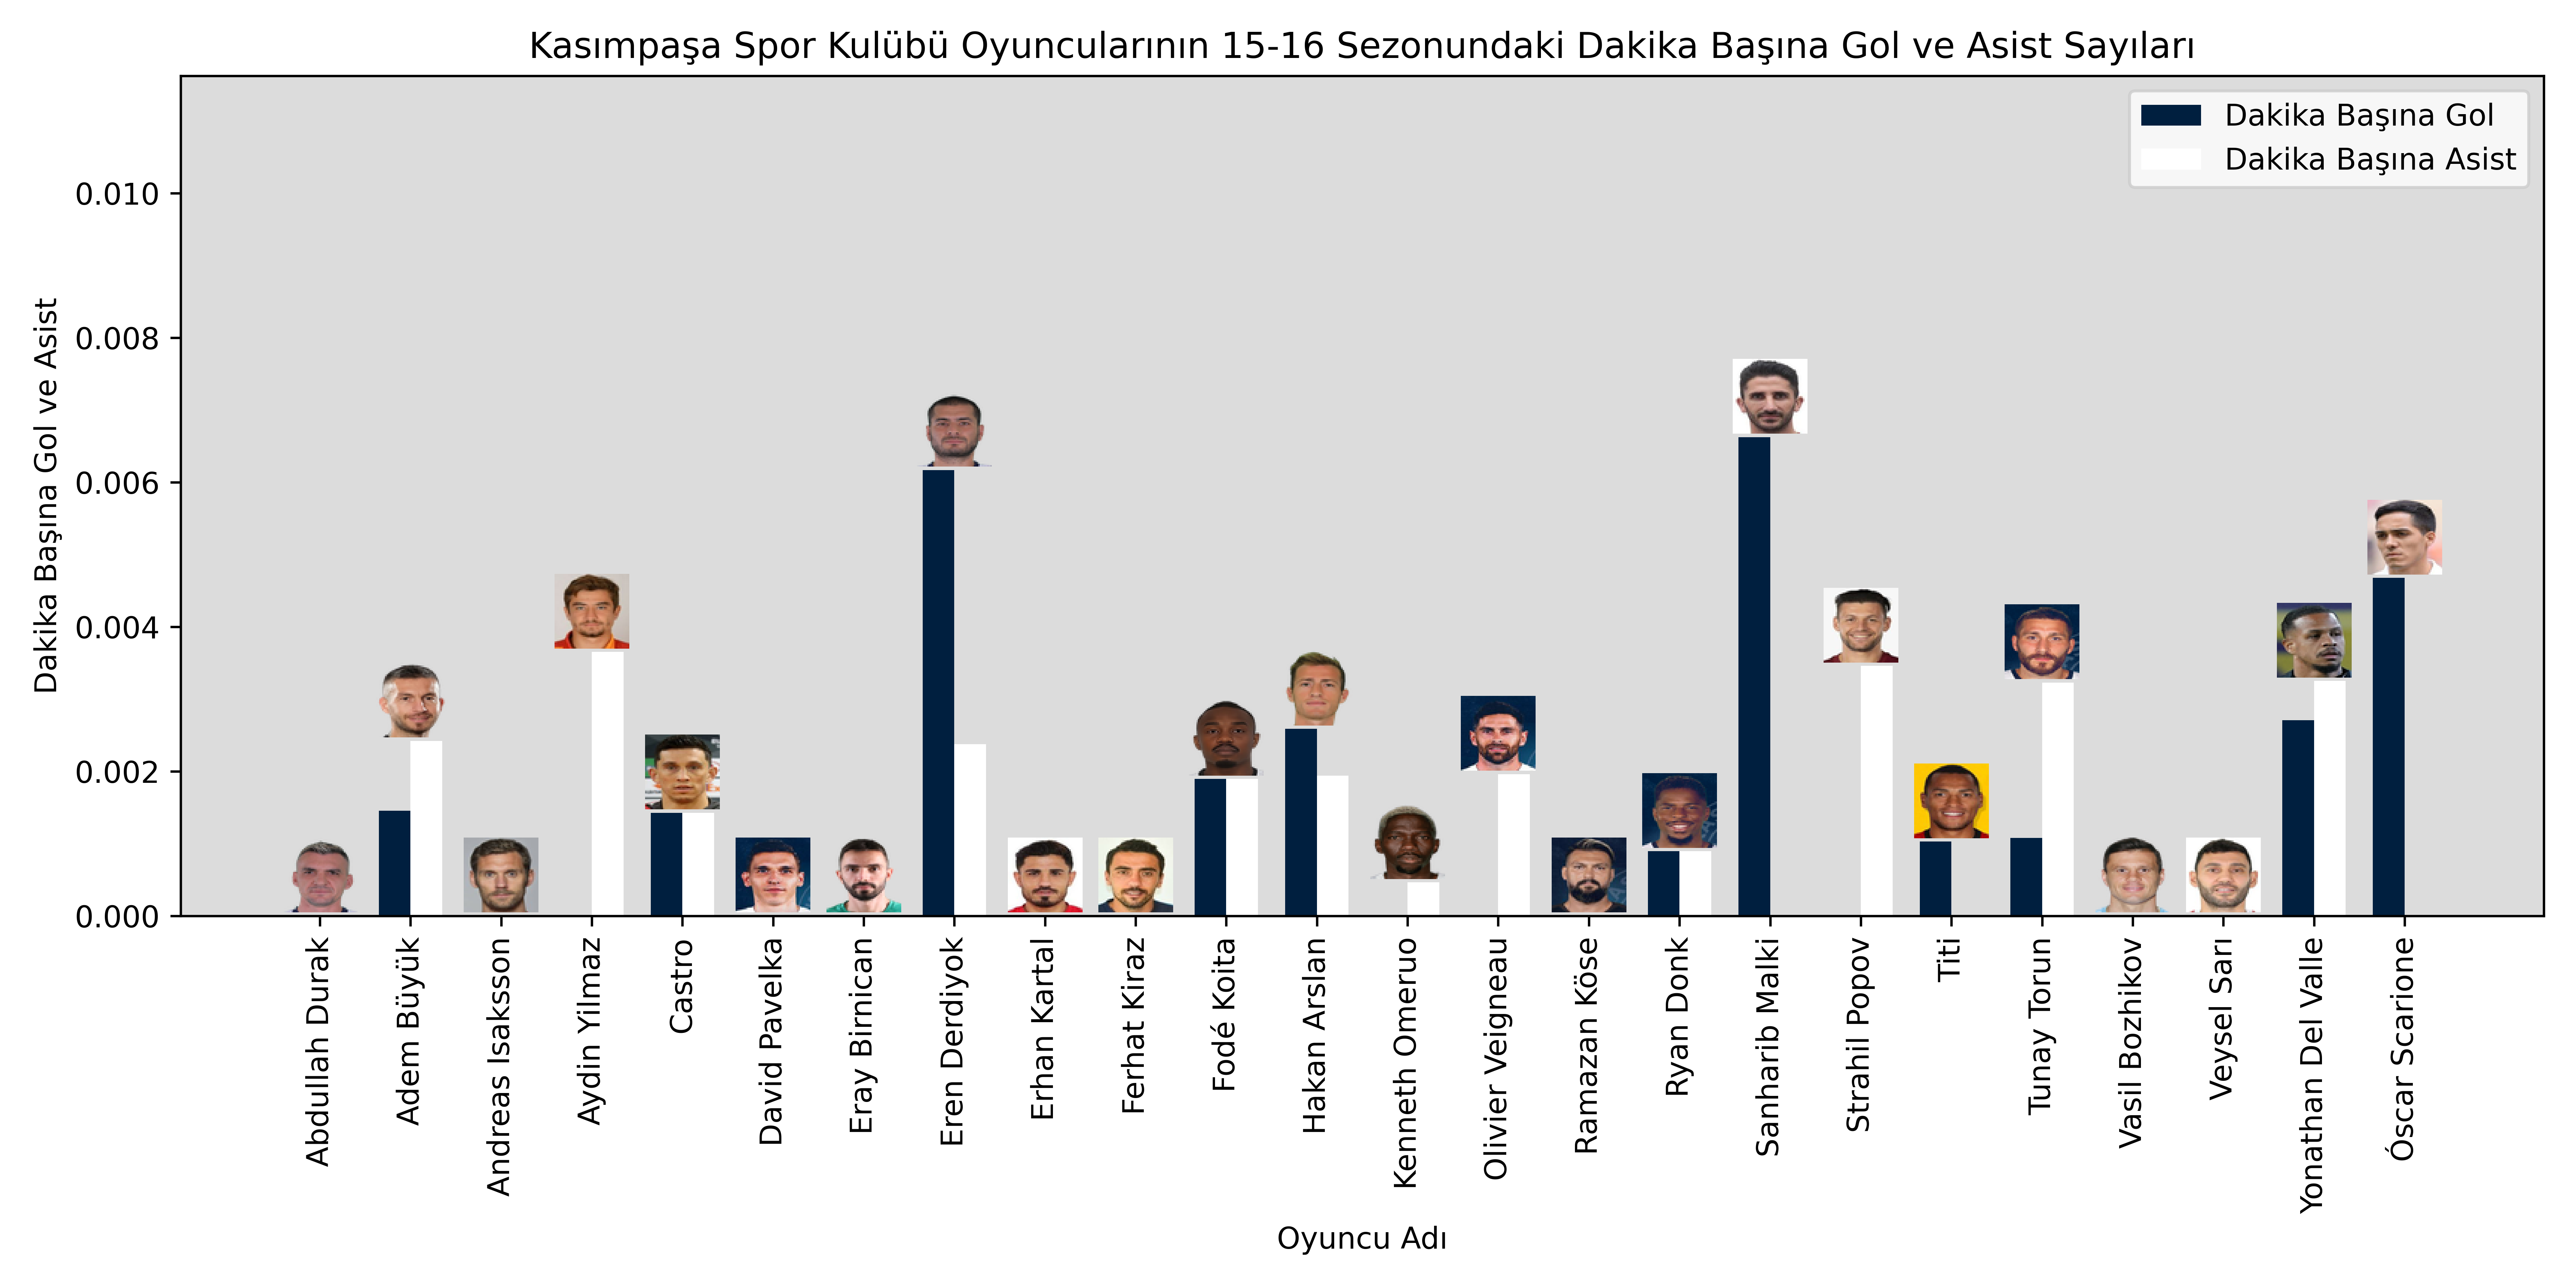 Kasımpaşa Spor Kulübü Oyuncularının 15-16 Sezonundaki Dakika Başına Gol ve Asist Sayıları
Dakika Başına Gol
Dakika Başına Asist
Dakika Başına Gol ve Asist
0.010
0.008
0.006
0.004
0.002
0.000
Abdullah Durak
Adem Büyük
Andreas Isaksson
Aydin Yilmaz
Castro
David Pavelka
Eray Birnican
Eren Derdiyok
Erhan Kartal
Ferhat Kiraz
Fodé Koita
Hakan Arslan
Kenneth Omeruo
Olivier Veigneau
Ramazan Köse
Ryan Donk
Sanharib Malki
Strahil Popov
Titi
Tunay Torun
Vasil Bozhikov
Veysel Sarı
Yonathan Del Valle
Óscar Scarione
Oyuncu Adı